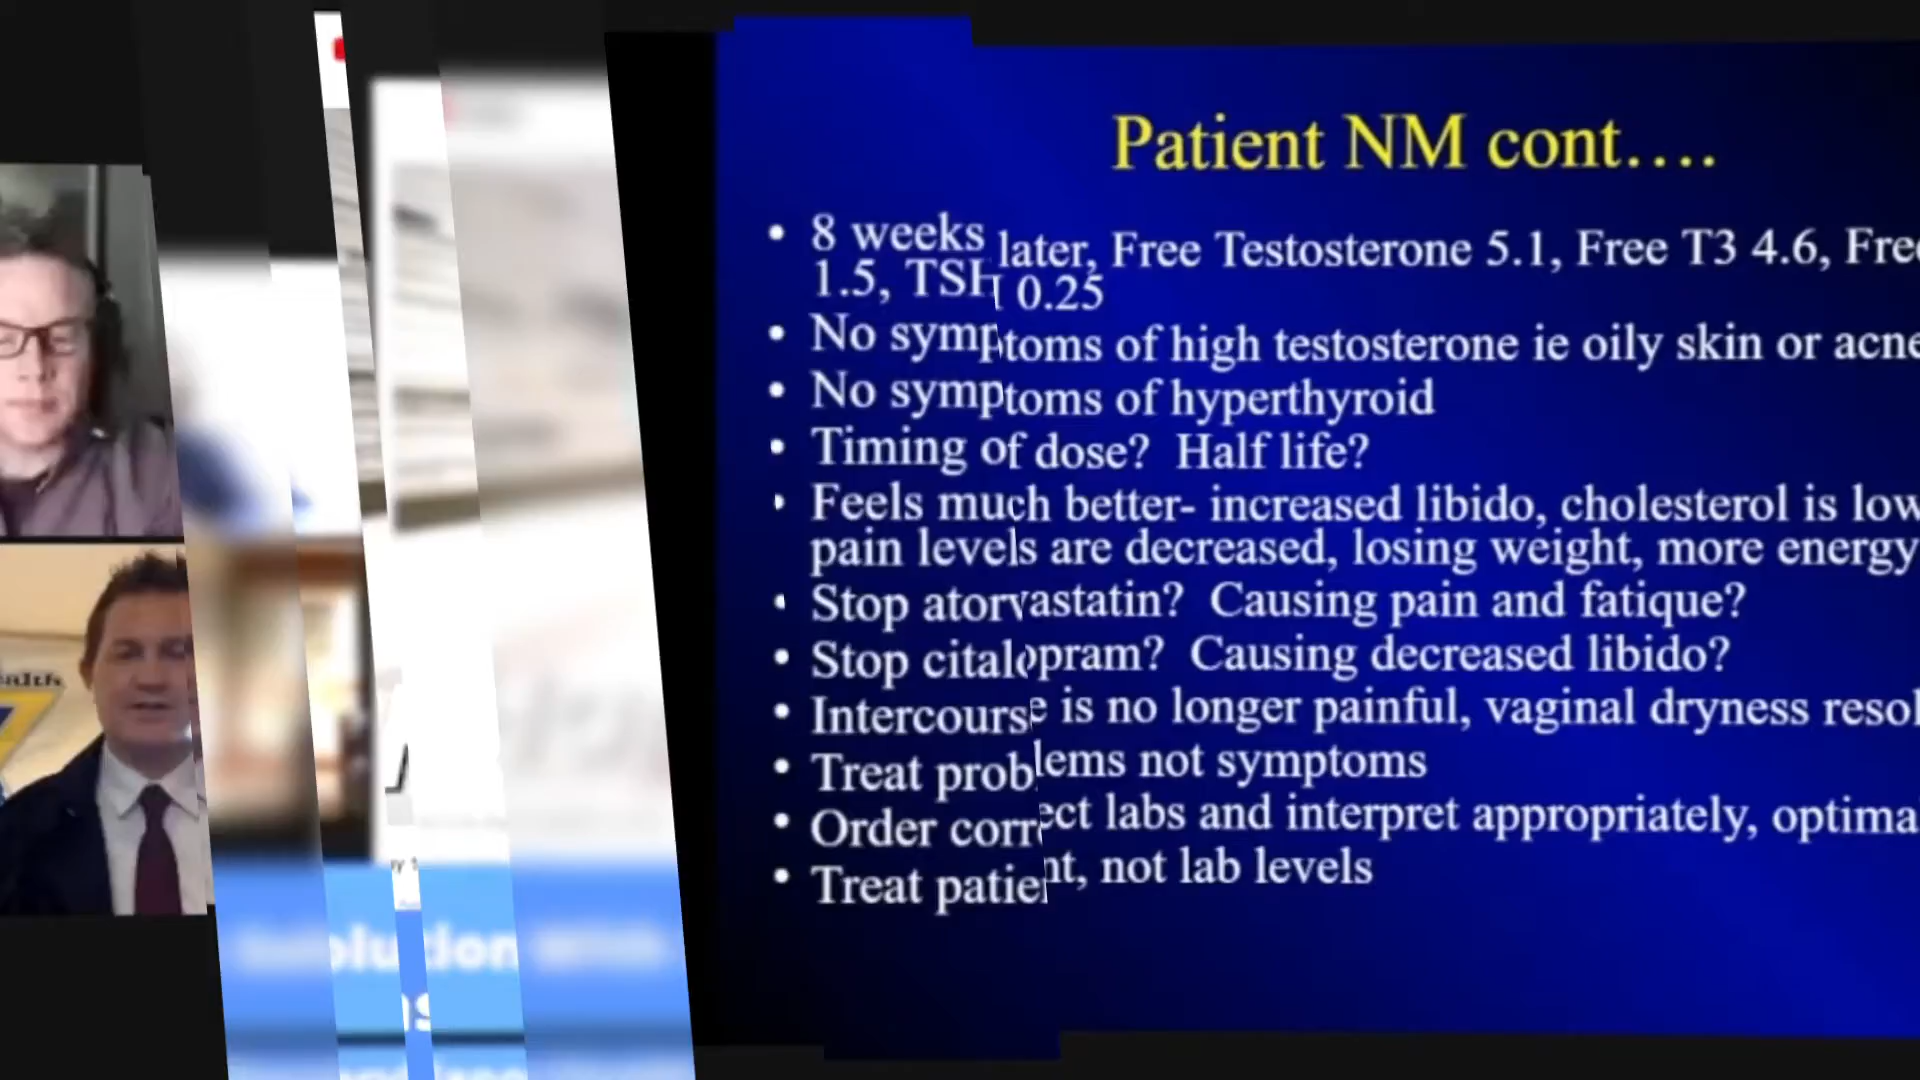 Patient NM cont....
• 8 weeks later, Free Testosterone 5.1, Free T3 4.6,
1.5, TSH 0.25
• No symptoms of high testosterone ie oily skin or acne
• No symptoms of hyperthyroid
• Timing of dose? Half life?
• Feels much better- increased libido, cholesterol is
pain levels are decreased, losing weight, more energy
• Stop atorvastatin? Causing pain and fatique?
• Stop citalopram? Causing decreased libido?
• Intercourse is no longer painful, vaginal dryness
• Treat problems not symptoms
• Order correct labs and interpret appropriately,
• Treat patient, not lab levels